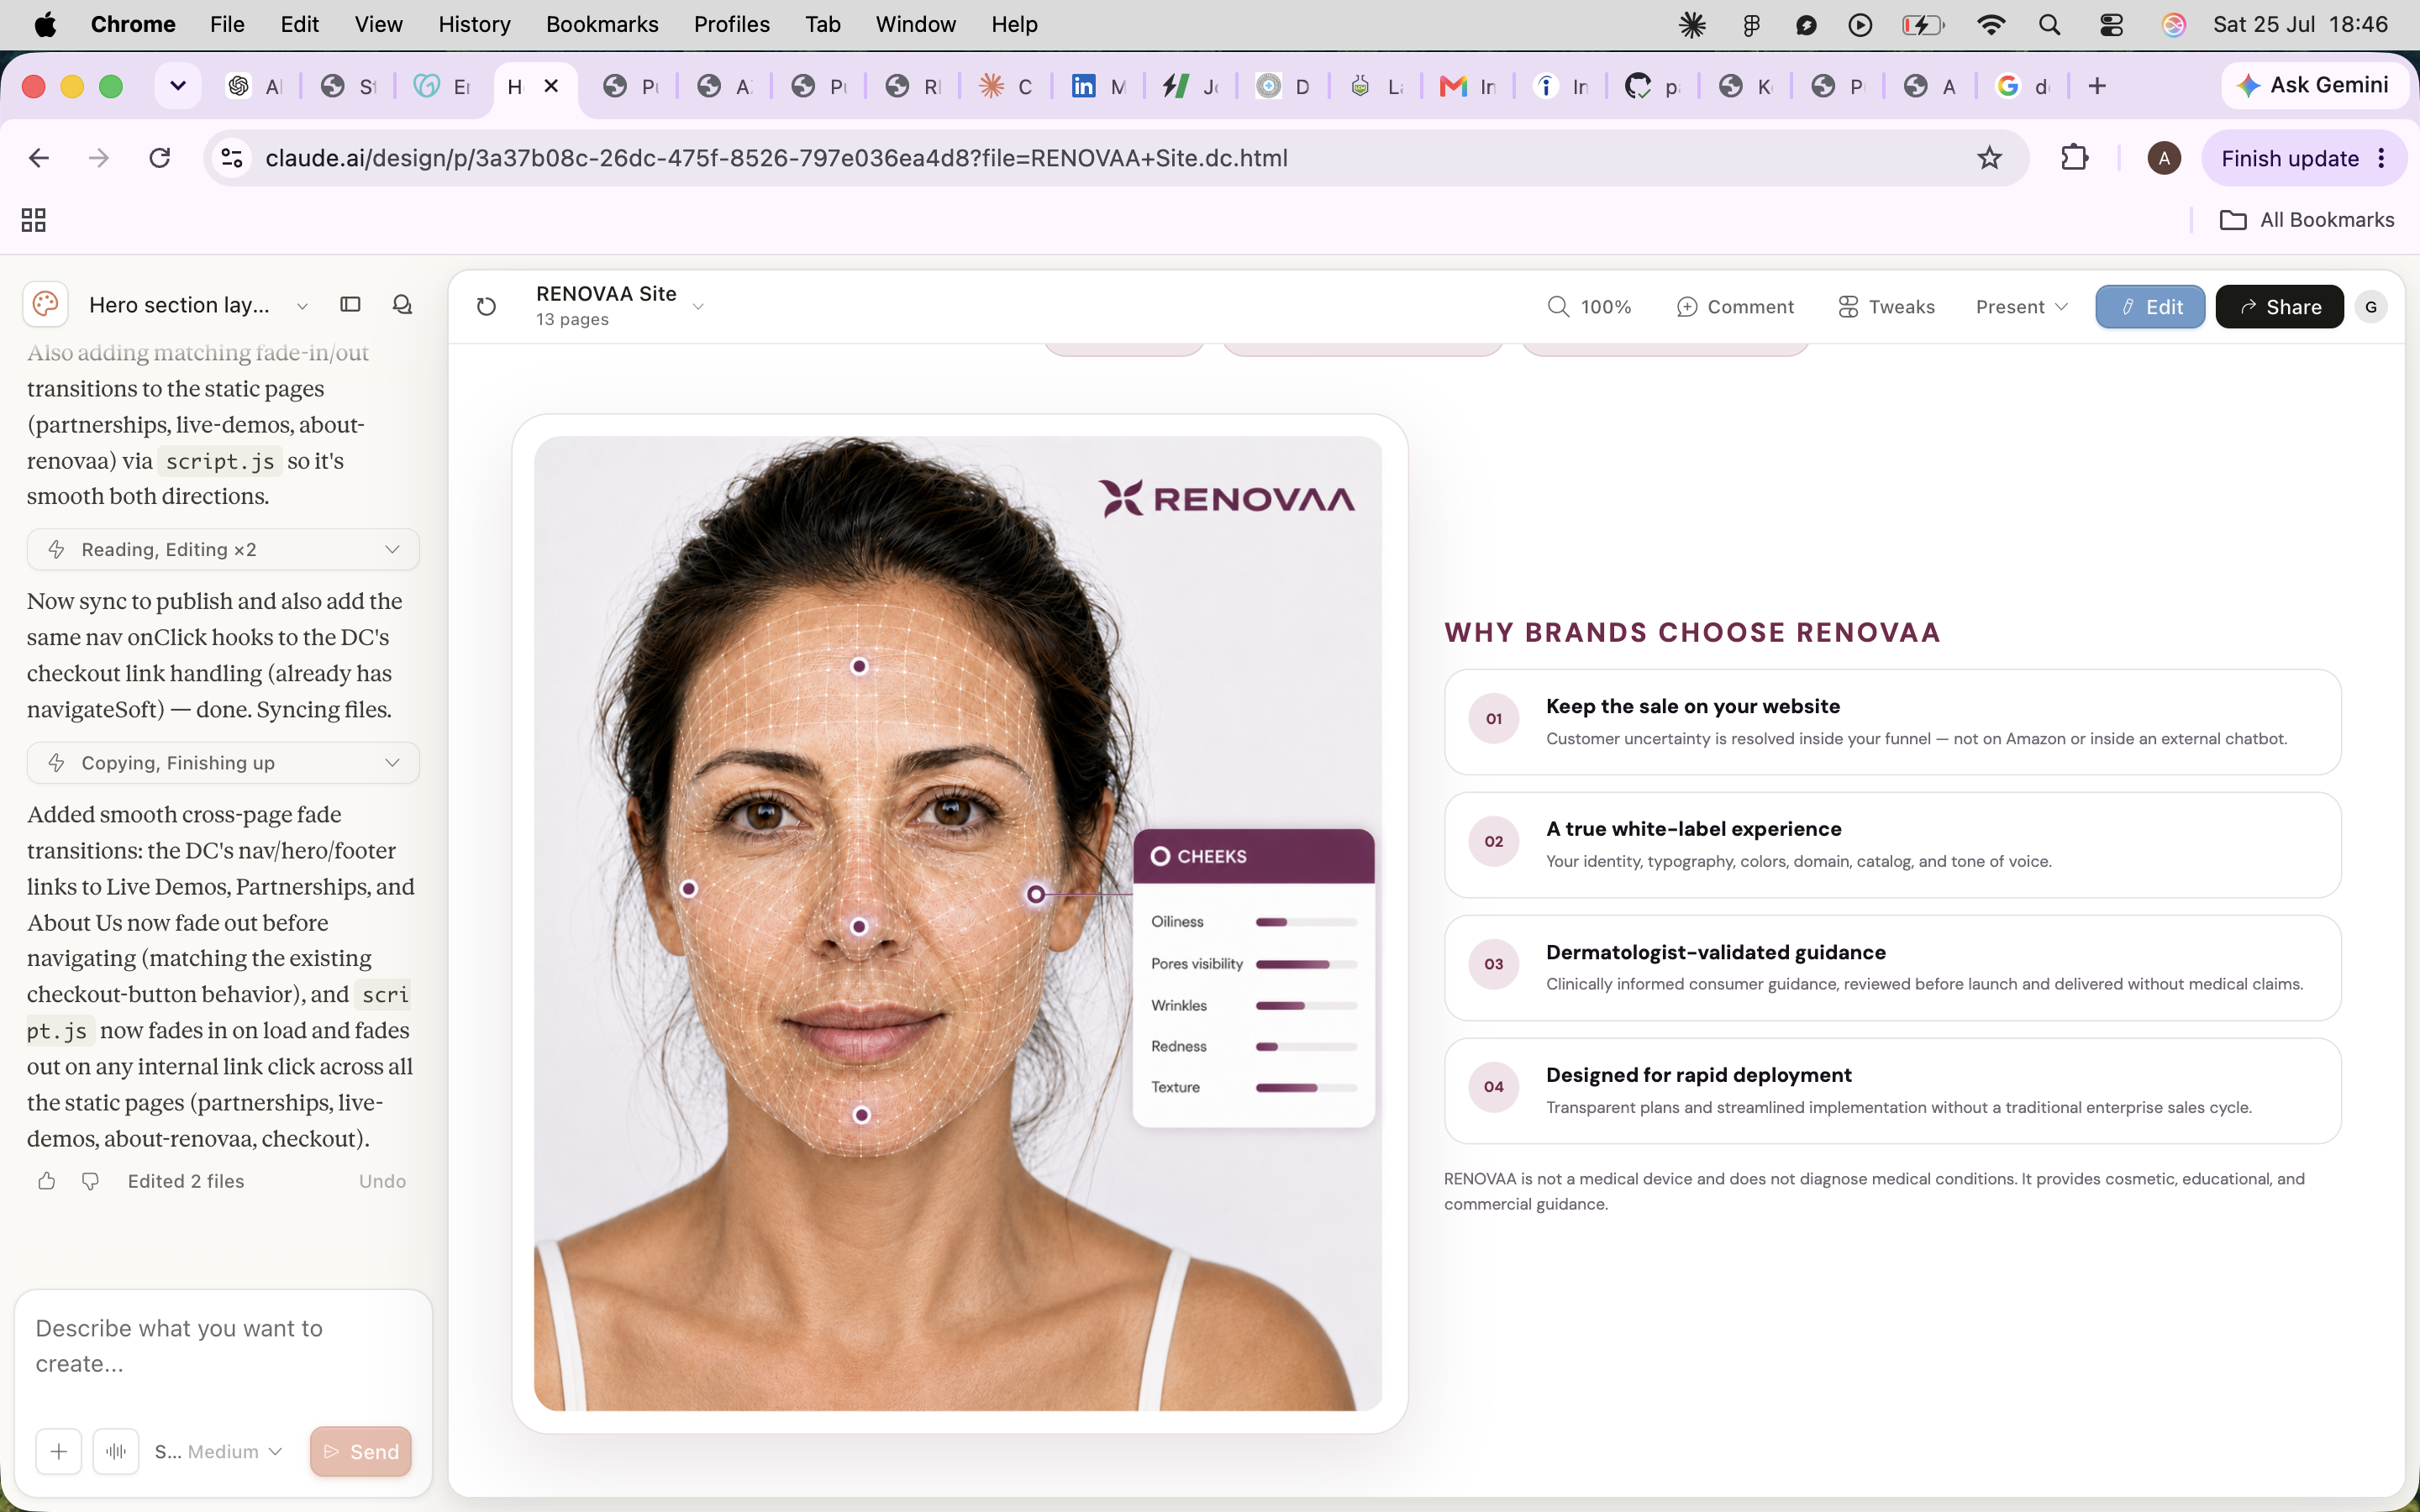 Chrome File Edit View History Bookmarks Profiles Tab Window Help Sat 25 Jul 18:46
Ask Gemini
claude.ai/design/p/3a37b08c-26dc-475f-8526-797e036ea4d8?file=RENOVAA+Site.dc.html
A
Finish update
All Bookmarks
Hero section lay...
Also adding matching fade-in/out
transitions to the static pages
(partnerships, live-demos, about-
renovaa) via script.js so it's
smooth both directions.
Reading, Editing ×2
Now sync to publish and also add the
same nav onClick hooks to the DC's
checkout link handling (already has
navigateSoft) — done. Syncing files.
Copying, Finishing up
Added smooth cross-page fade
transitions: the DC's nav/hero/footer
links to Live Demos, Partnerships, and
About Us now fade out before
navigating (matching the existing
checkout-button behavior), and scri
pt.js now fades in on load and fades
out on any internal link click across all
the static pages (partnerships, live-
demos, about-renovaa, checkout).
Edited 2 files Undo
Describe what you want to
create...
S... Medium Send
RENOVAA Site
13 pages
100% Comment Tweaks Present Edit Share G
RENOVAA
CHEEKS
Oiliness
Pores visibility
Wrinkles
Redness
Texture
WHY BRANDS CHOOSE RENOVAA
01
Keep the sale on your website
Customer uncertainty is resolved inside your funnel — not on Amazon or inside an external chatbot.
02
A true white-label experience
Your identity, typography, colors, domain, catalog, and tone of voice.
03
Dermatologist-validated guidance
Clinically informed consumer guidance, reviewed before launch and delivered without medical claims.
04
Designed for rapid deployment
Transparent plans and streamlined implementation without a traditional enterprise sales cycle.
RENOVAA is not a medical device and does not diagnose medical conditions. It provides cosmetic, educational, and
commercial guidance.